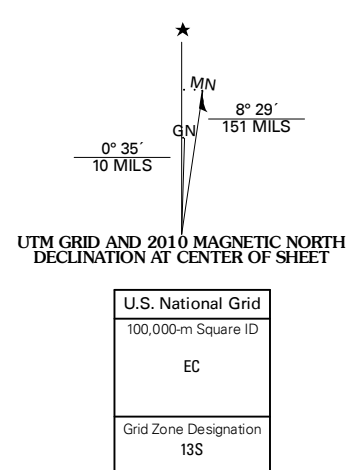 ★
MN
8° 29´
151 MILS
GN
0° 35´
10 MILS
UTM GRID AND 2010 MAGNETIC NORTH
DECLINATION AT CENTER OF SHEET
U.S. National Grid
100,000-m Square ID
EC
Grid Zone Designation
13S